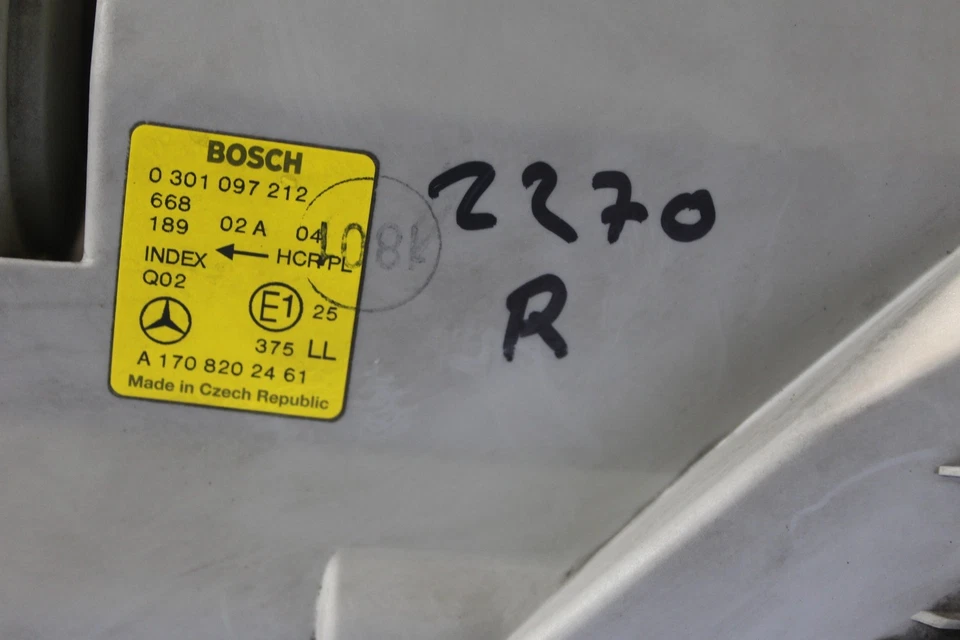 BOSCH
0 301 097 212
668
189 02 A 04
INDEX ← HCR/PL
Q02
E1 25
375 LL
A 170 820 24 61
Made in Czech Republic
2270
R